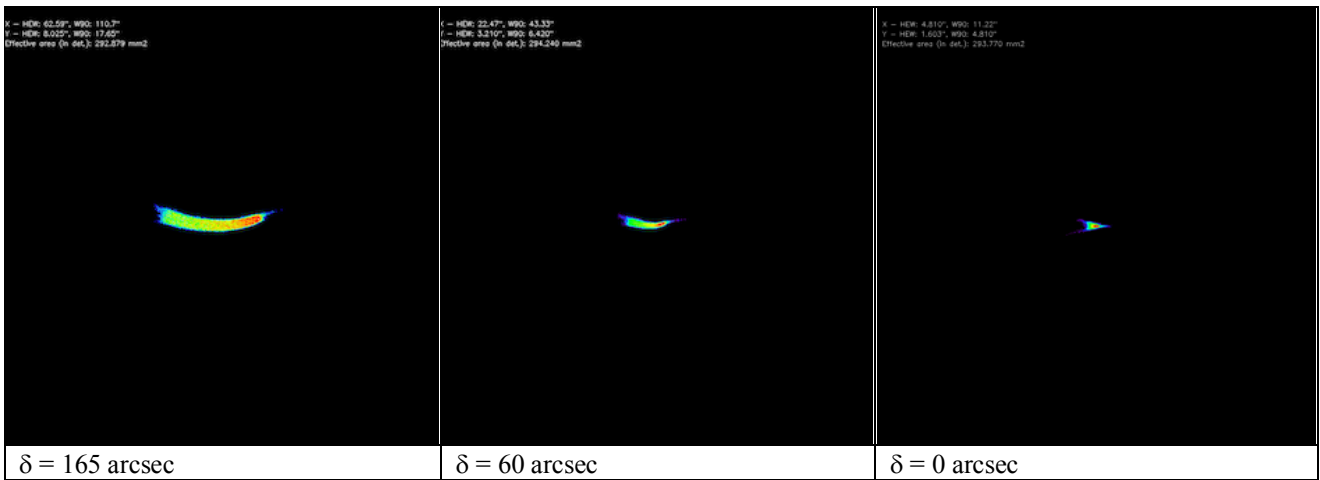 X - HEW: 62.59", W90: 110.7"
Y - HEW: 8.025", W90: 17.65"
Effective area (in det.): 292.879 mm2
X - HEW: 22.47", W90: 43.33"
Y - HEW: 3.210", W90: 6.420"
Effective area (in det.): 294.240 mm2
X - HEW: 4.810", W90: 11.22"
Y - HEW: 1.603", W90: 4.810"
Effective area (in det.): 293.770 mm2
δ = 165 arcsec
δ = 60 arcsec
δ = 0 arcsec